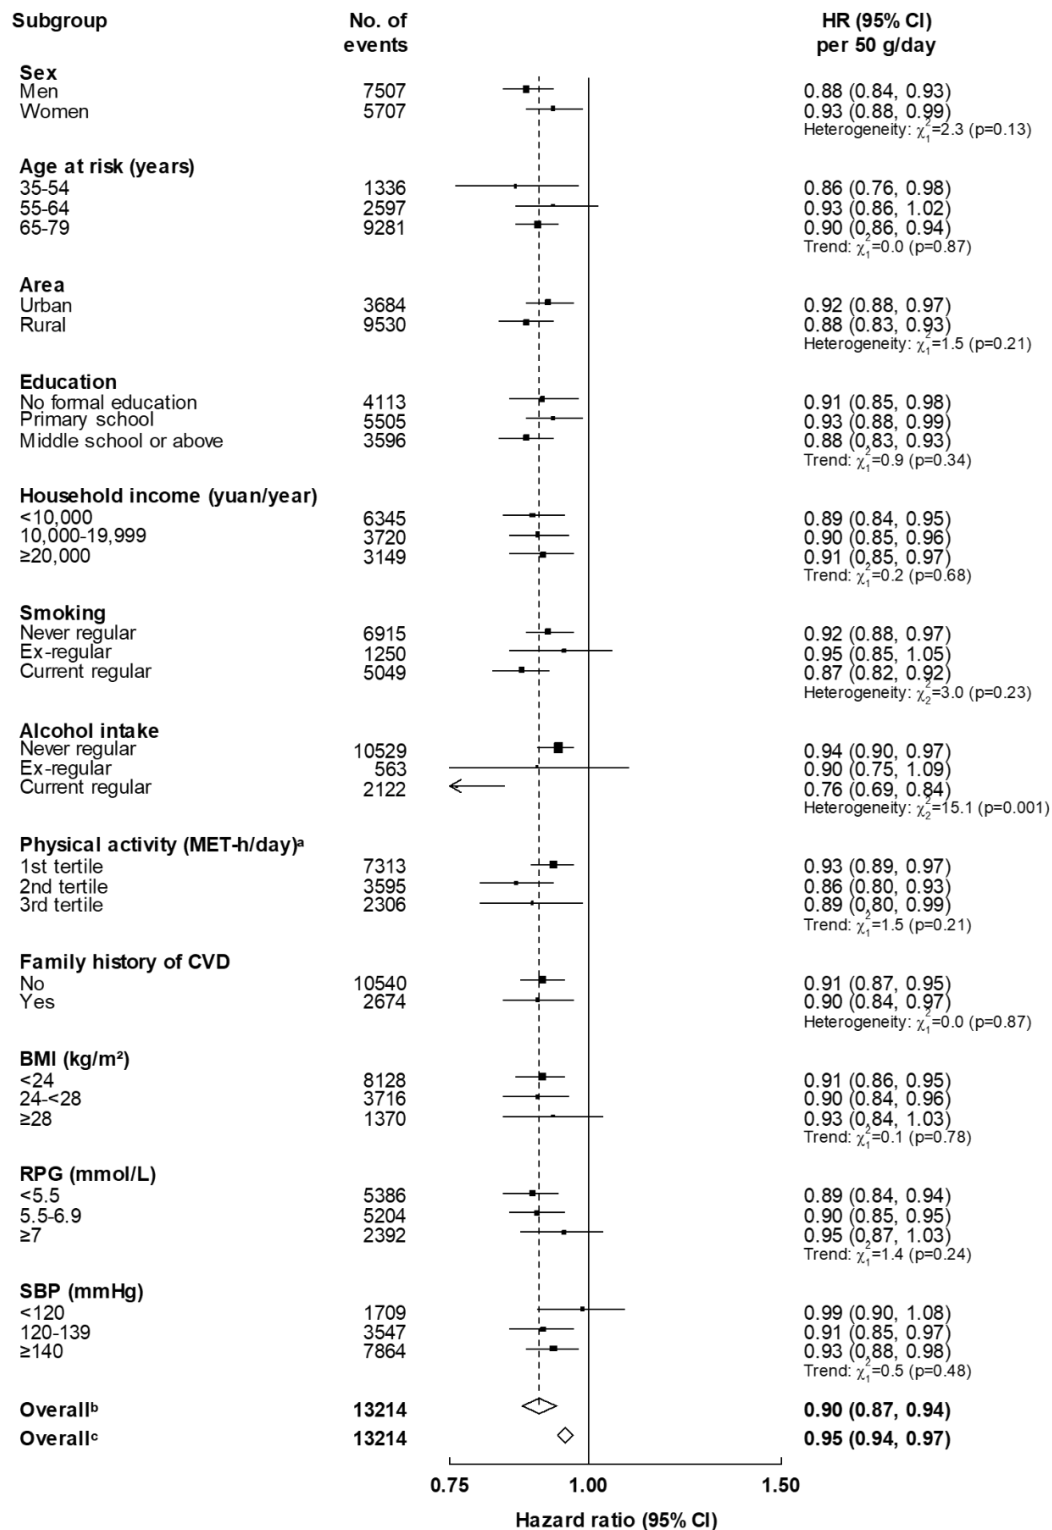 Subgroup No. of events HR (95% CI) per 50 g/day
Sex
Men 7507 0.88 (0.84, 0.93)
Women 5707 0.93 (0.88, 0.99)
Heterogeneity: χ²₁=2.3 (p=0.13)
Age at risk (years)
35-54 1336 0.86 (0.76, 0.98)
55-64 2597 0.93 (0.86, 1.02)
65-79 9281 0.90 (0.86, 0.94)
Trend: χ²₁=0.0 (p=0.87)
Area
Urban 3684 0.92 (0.88, 0.97)
Rural 9530 0.88 (0.83, 0.93)
Heterogeneity: χ²₁=1.5 (p=0.21)
Education
No formal education 4113 0.91 (0.85, 0.98)
Primary school 5505 0.93 (0.88, 0.99)
Middle school or above 3596 0.88 (0.83, 0.93)
Trend: χ²₁=0.9 (p=0.34)
Household income (yuan/year)
<10,000 6345 0.89 (0.84, 0.95)
10,000-19,999 3720 0.90 (0.85, 0.96)
≥20,000 3149 0.91 (0.85, 0.97)
Trend: χ²₁=0.2 (p=0.68)
Smoking
Never regular 6915 0.92 (0.88, 0.97)
Ex-regular 1250 0.95 (0.85, 1.05)
Current regular 5049 0.87 (0.82, 0.92)
Heterogeneity: χ²₂=3.0 (p=0.23)
Alcohol intake
Never regular 10529 0.94 (0.90, 0.97)
Ex-regular 563 0.90 (0.75, 1.09)
Current regular 2122 0.76 (0.69, 0.84)
Heterogeneity: χ²₂=15.1 (p=0.001)
Physical activity (MET-h/day)ᵃ
1st tertile 7313 0.93 (0.89, 0.97)
2nd tertile 3595 0.86 (0.80, 0.93)
3rd tertile 2306 0.89 (0.80, 0.99)
Trend: χ²₁=1.5 (p=0.21)
Family history of CVD
No 10540 0.91 (0.87, 0.95)
Yes 2674 0.90 (0.84, 0.97)
Heterogeneity: χ²₁=0.0 (p=0.87)
BMI (kg/m²)
<24 8128 0.91 (0.86, 0.95)
24-<28 3716 0.90 (0.84, 0.96)
≥28 1370 0.93 (0.84, 1.03)
Trend: χ²₁=0.1 (p=0.78)
RPG (mmol/L)
<5.5 5386 0.89 (0.84, 0.94)
5.5-6.9 5204 0.90 (0.85, 0.95)
≥7 2392 0.95 (0.87, 1.03)
Trend: χ²₁=1.4 (p=0.24)
SBP (mmHg)
<120 1709 0.99 (0.90, 1.08)
120-139 3547 0.91 (0.85, 0.97)
≥140 7864 0.93 (0.88, 0.98)
Trend: χ²₁=0.5 (p=0.48)
Overallᵇ 13214 0.90 (0.87, 0.94)
Overallᶜ 13214 0.95 (0.94, 0.97)
0.75 1.00 1.50
Hazard ratio (95% CI)